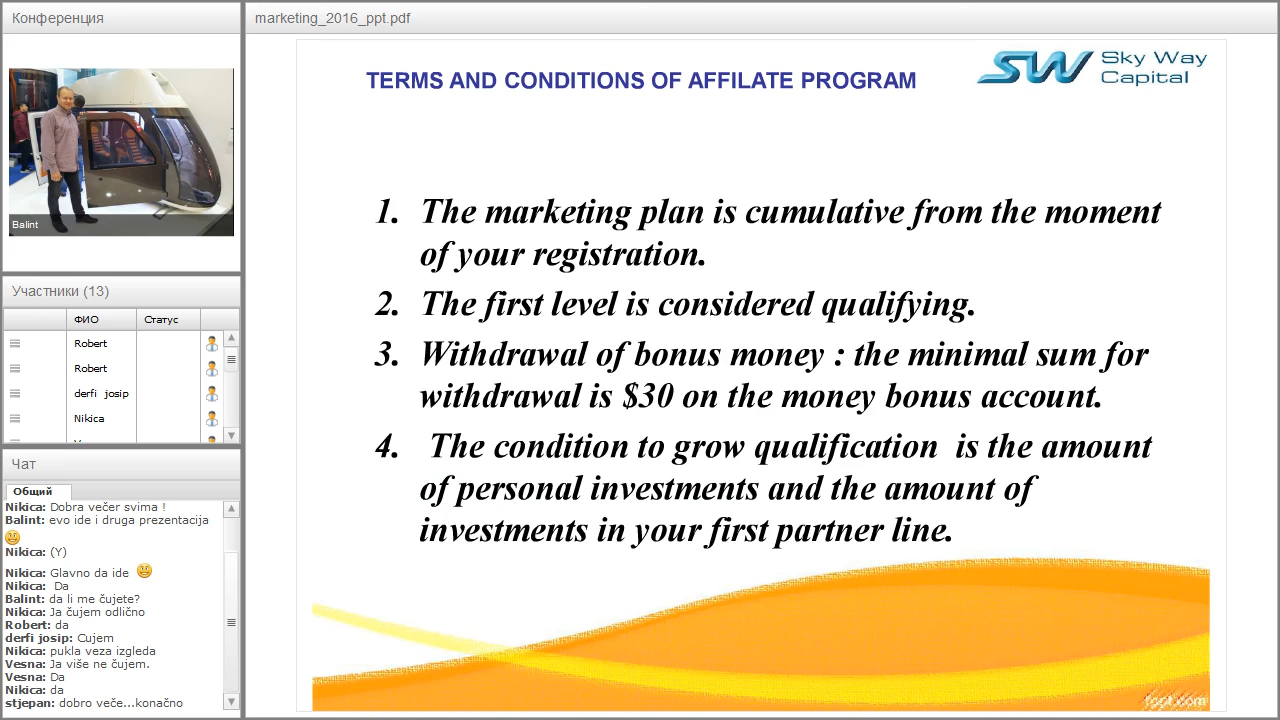 Конференция
Balint
Участники (13)
ФИО Статус
Robert
Robert
derfi josip
Nikica
Чат
Общий
Nikica: Dobra večer svima !
Balint: evo ide i druga prezentacija
Nikica: (Y)
Nikica: Glavno da ide
Nikica: Da
Balint: da li me čujete?
Nikica: Ja čujem odlično
Robert: da
derfi josip: Cujem
Nikica: pukla veza izgleda
Vesna: Ja više ne čujem.
Vesna: Da
Nikica: da
stjepan: dobro veče...konačno
marketing_2016_ppt.pdf
TERMS AND CONDITIONS OF AFFILATE PROGRAM
SW Sky Way
Capital
1. The marketing plan is cumulative from the moment
of your registration.
2. The first level is considered qualifying.
3. Withdrawal of bonus money : the minimal sum for
withdrawal is $30 on the money bonus account.
4. The condition to grow qualification is the amount
of personal investments and the amount of
investments in your first partner line.
fppt.com